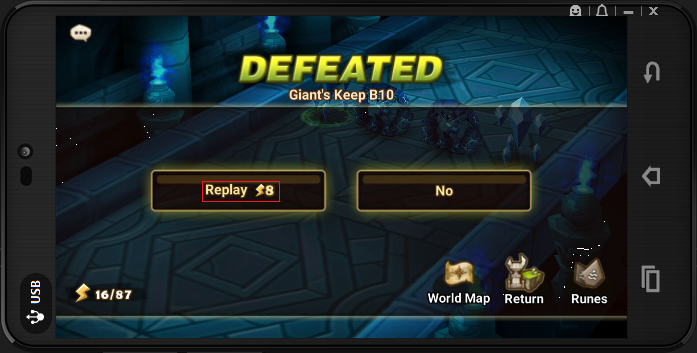 DEFEATED
Giant's Keep B10
Replay 8
No
16/87
World Map
Return
Runes
USB